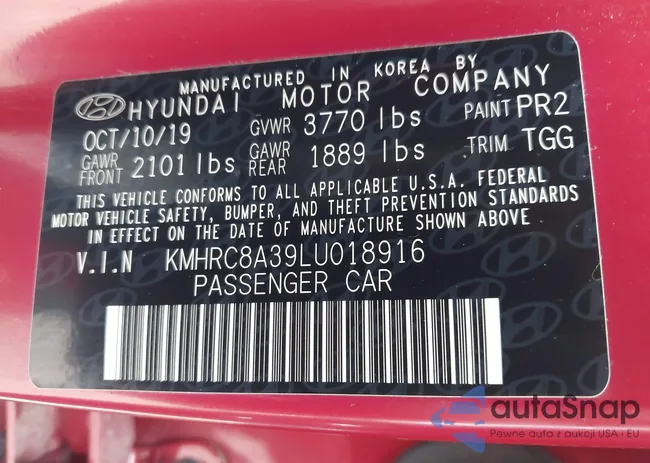 MANUFACTURED IN KOREA BY
HYUNDAI MOTOR COMPANY
OCT/10/19 GVWR 3770 lbs PAINT PR2
GAWR FRONT 2101 lbs GAWR REAR 1889 lbs TRIM TGG
THIS VEHICLE CONFORMS TO ALL APPLICABLE U.S.A. FEDERAL
MOTOR VEHICLE SAFETY, BUMPER, AND THEFT PREVENTION STANDARDS
IN EFFECT ON THE DATE OF MANUFACTURE SHOWN ABOVE
V.I.N KMHRC8A39LU018916
PASSENGER CAR
autaSnap
Pewne auta z aukcji USA i EU